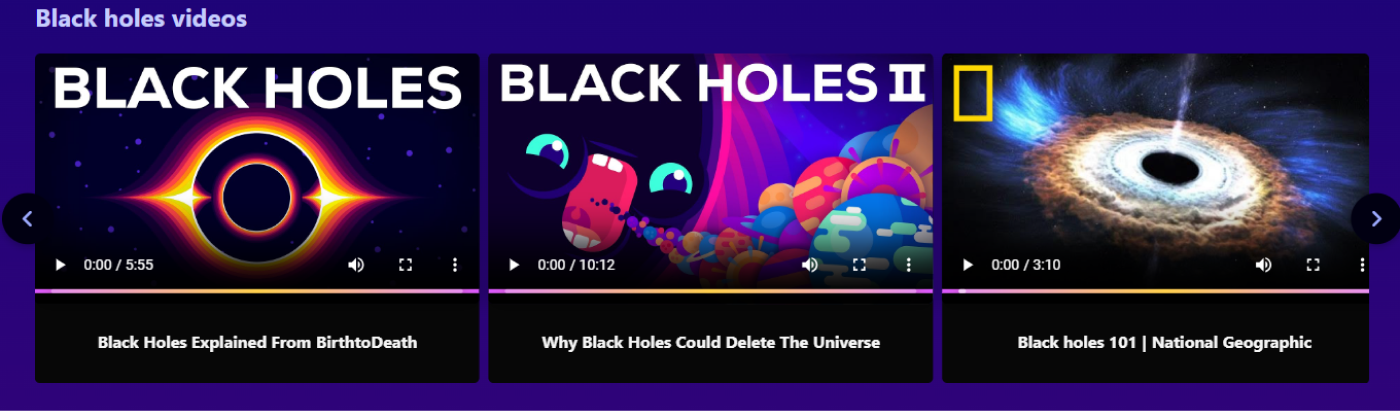 Black holes videos
BLACK HOLES
0:00 / 5:55
Black Holes Explained From BirthtoDeath
BLACK HOLES II
0:00 / 10:12
Why Black Holes Could Delete The Universe
0:00 / 3:10
Black holes 101 | National Geographic